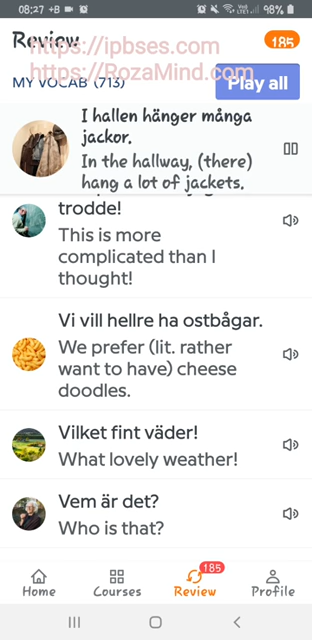 08:27
98%
Review
185
https://ipbses.com
https://RozaMind.com
MY VOCAB (713)
Play all
I hallen hänger många
jackor.
In the hallway, (there)
hang a lot of jackets.
trodde!
This is more
complicated than I
thought!
Vi vill hellre ha ostbågar.
We prefer (lit. rather
want to have) cheese
doodles.
Vilket fint väder!
What lovely weather!
Vem är det?
Who is that?
185
Home Courses Review Profile